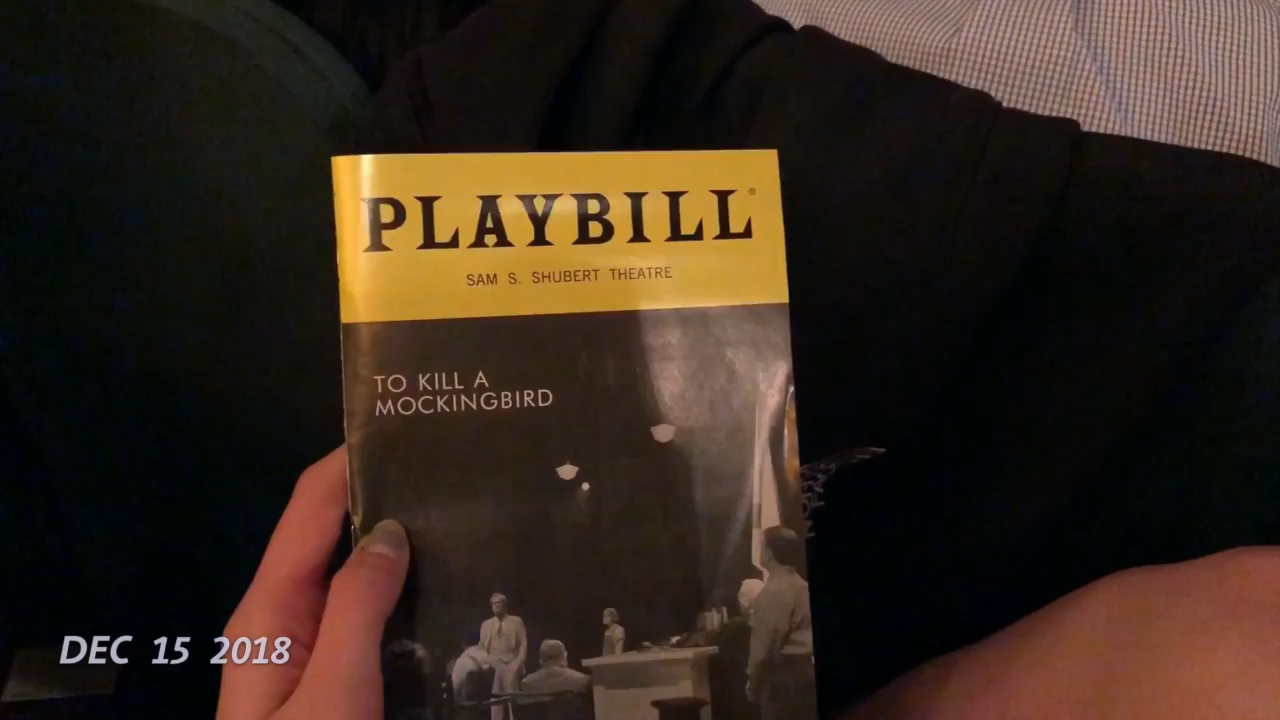 PLAYBILL®
SAM S. SHUBERT THEATRE
TO KILL A
MOCKINGBIRD
DEC 15 2018